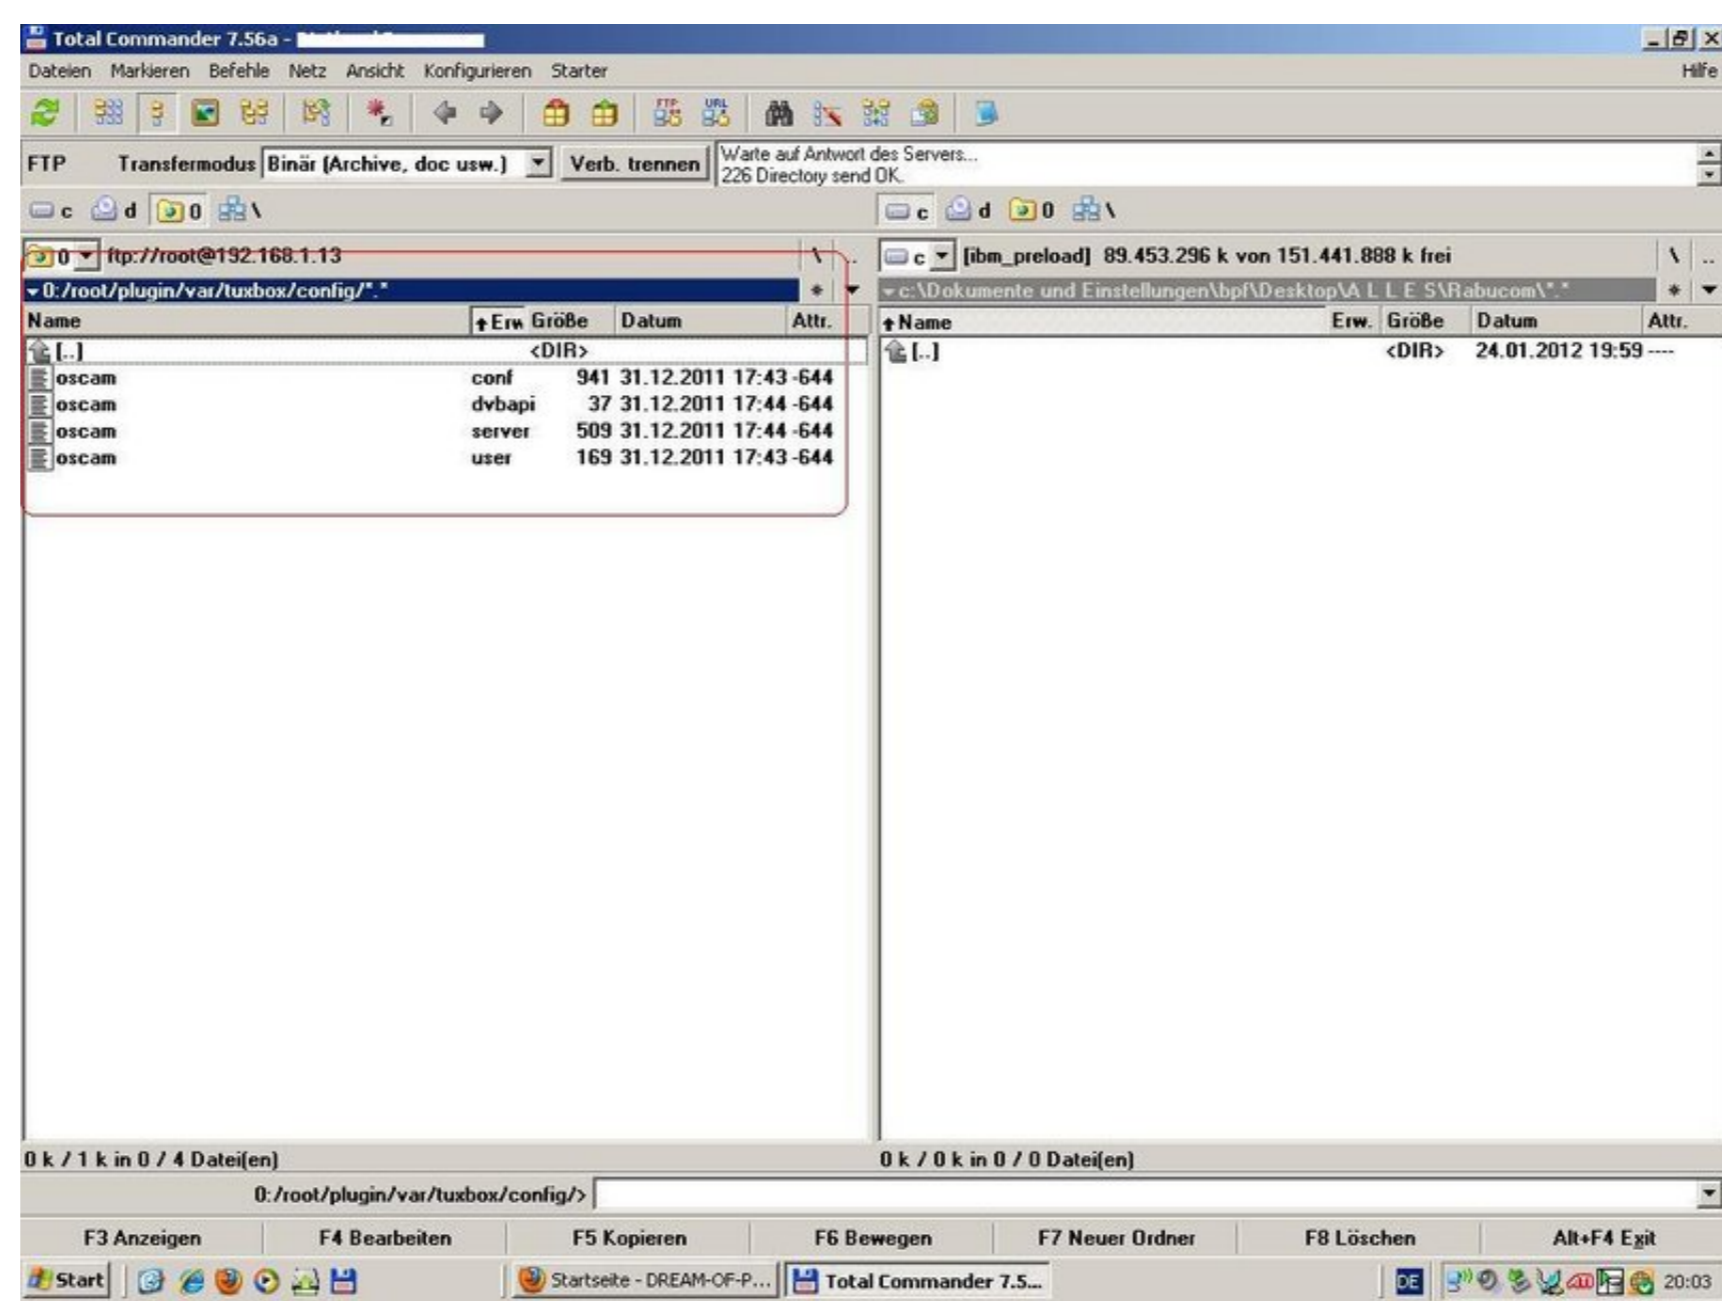 Total Commander 7.56a -
Dateien Markieren Befehle Netz Ansicht Konfigurieren Starter Hilfe
FTP URL
FTP Transfermodus Binär (Archive, doc usw.) Verb. trennen Warte auf Antwort des Servers...
226 Directory send OK.
c d 0 \ c d 0 \
0 ftp://root@192.168.1.13 \ .. c [ibm_preload] 89.453.296 k von 151.441.888 k frei \ ..
0:/root/plugin/var/tuxbox/config/*.* * c:\Dokumente und Einstellungen\bpf\Desktop\A L L E S\Rabucom\*.* *
Name Erw Größe Datum Attr. Name Erw. Größe Datum Attr.
[..] <DIR> [..] <DIR> 24.01.2012 19:59 ----
oscam conf 941 31.12.2011 17:43 -644
oscam dvbapi 37 31.12.2011 17:44 -644
oscam server 509 31.12.2011 17:44 -644
oscam user 169 31.12.2011 17:43 -644
0 k / 1 k in 0 / 4 Datei(en) 0 k / 0 k in 0 / 0 Datei(en)
0:/root/plugin/var/tuxbox/config/>
F3 Anzeigen F4 Bearbeiten F5 Kopieren F6 Bewegen F7 Neuer Ordner F8 Löschen Alt+F4 Exit
Start Startseite - DREAM-OF-P... Total Commander 7.5... DE 20:03